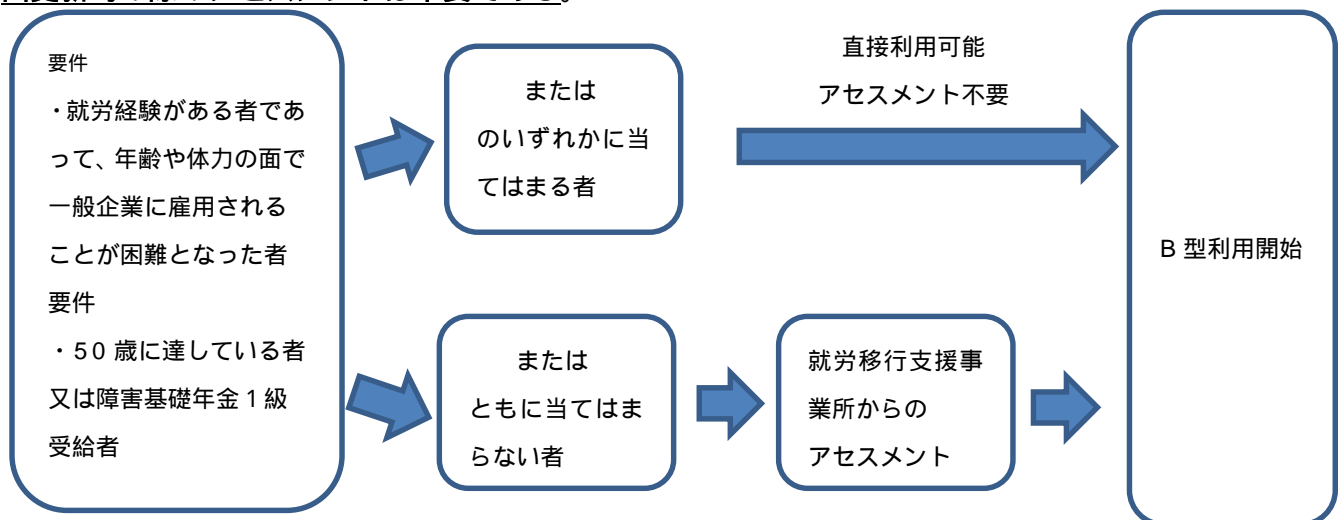 要件
・就労経験がある者であ
って、年齢や体力の面で
一般企業に雇用される
ことが困難となった者
要件
・50 歳に達している者
又は障害基礎年金1級
受給者
または
のいずれかに当
てはまる者
直接利用可能
アセスメント不要
または
ともに当てはま
らない者
就労移行支援事
業所からの
アセスメント
B 型利用開始